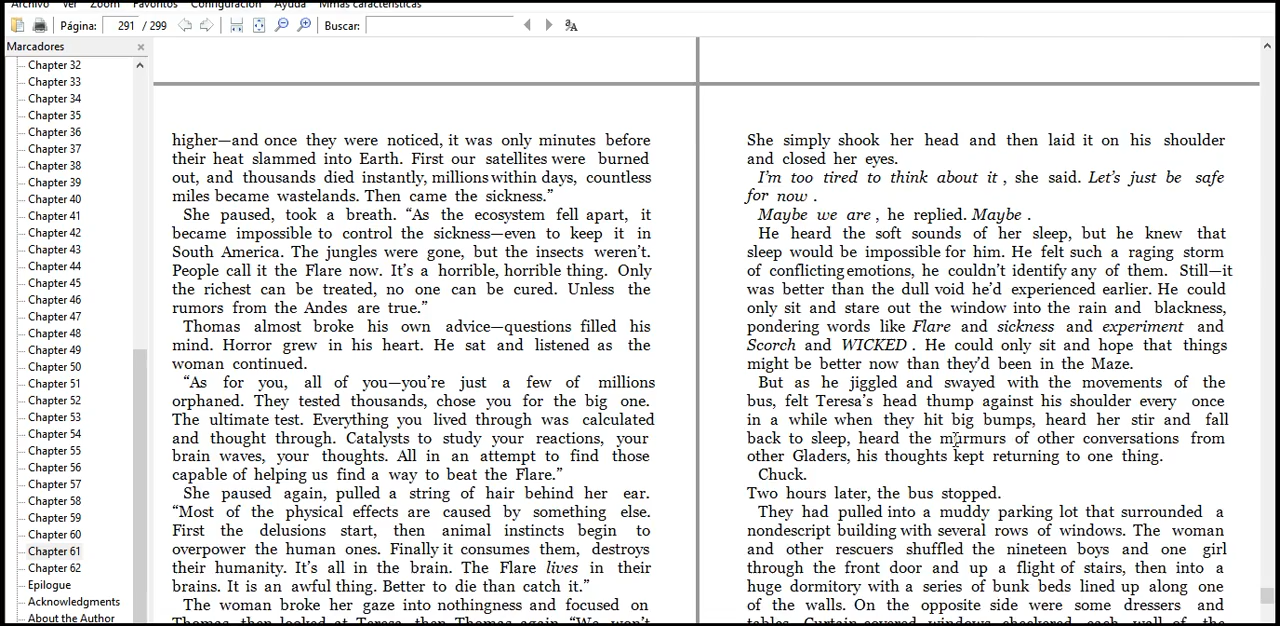 Archivo Ver Zoom Favoritos Configuración Ayuda Mihas características
Página: 291 / 299 Buscar:
Marcadores
Chapter 32
Chapter 33
Chapter 34
Chapter 35
Chapter 36
Chapter 37
Chapter 38
Chapter 39
Chapter 40
Chapter 41
Chapter 42
Chapter 43
Chapter 44
Chapter 45
Chapter 46
Chapter 47
Chapter 48
Chapter 49
Chapter 50
Chapter 51
Chapter 52
Chapter 53
Chapter 54
Chapter 55
Chapter 56
Chapter 57
Chapter 58
Chapter 59
Chapter 60
Chapter 61
Chapter 62
Epilogue
Acknowledgments
About the Author
higher—and once they were noticed, it was only minutes before
their heat slammed into Earth. First our satellites were burned
out, and thousands died instantly, millions within days, countless
miles became wastelands. Then came the sickness.”
She paused, took a breath. “As the ecosystem fell apart, it
became impossible to control the sickness—even to keep it in
South America. The jungles were gone, but the insects weren’t.
People call it the Flare now. It’s a horrible, horrible thing. Only
the richest can be treated, no one can be cured. Unless the
rumors from the Andes are true.”
Thomas almost broke his own advice—questions filled his
mind. Horror grew in his heart. He sat and listened as the
woman continued.
“As for you, all of you—you’re just a few of millions
orphaned. They tested thousands, chose you for the big one.
The ultimate test. Everything you lived through was calculated
and thought through. Catalysts to study your reactions, your
brain waves, your thoughts. All in an attempt to find those
capable of helping us find a way to beat the Flare.”
She paused again, pulled a string of hair behind her ear.
“Most of the physical effects are caused by something else.
First the delusions start, then animal instincts begin to
overpower the human ones. Finally it consumes them, destroys
their humanity. It’s all in the brain. The Flare lives in their
brains. It is an awful thing. Better to die than catch it.”
The woman broke her gaze into nothingness and focused on
Thomas, then looked at Teresa, then Thomas again. “We won’t
She simply shook her head and then laid it on his shoulder
and closed her eyes.
I’m too tired to think about it , she said. Let’s just be safe
for now .
Maybe we are , he replied. Maybe .
He heard the soft sounds of her sleep, but he knew that
sleep would be impossible for him. He felt such a raging storm
of conflicting emotions, he couldn’t identify any of them. Still—it
was better than the dull void he’d experienced earlier. He could
only sit and stare out the window into the rain and blackness,
pondering words like Flare and sickness and experiment and
Scorch and WICKED . He could only sit and hope that things
might be better now than they’d been in the Maze.
But as he jiggled and swayed with the movements of the
bus, felt Teresa’s head thump against his shoulder every once
in a while when they hit big bumps, heard her stir and fall
back to sleep, heard the murmurs of other conversations from
other Gladers, his thoughts kept returning to one thing.
Chuck.
Two hours later, the bus stopped.
They had pulled into a muddy parking lot that surrounded a
nondescript building with several rows of windows. The woman
and other rescuers shuffled the nineteen boys and one girl
through the front door and up a flight of stairs, then into a
huge dormitory with a series of bunk beds lined up along one
of the walls. On the opposite side were some dressers and
tables. Curtain-covered windows checkered each wall of the